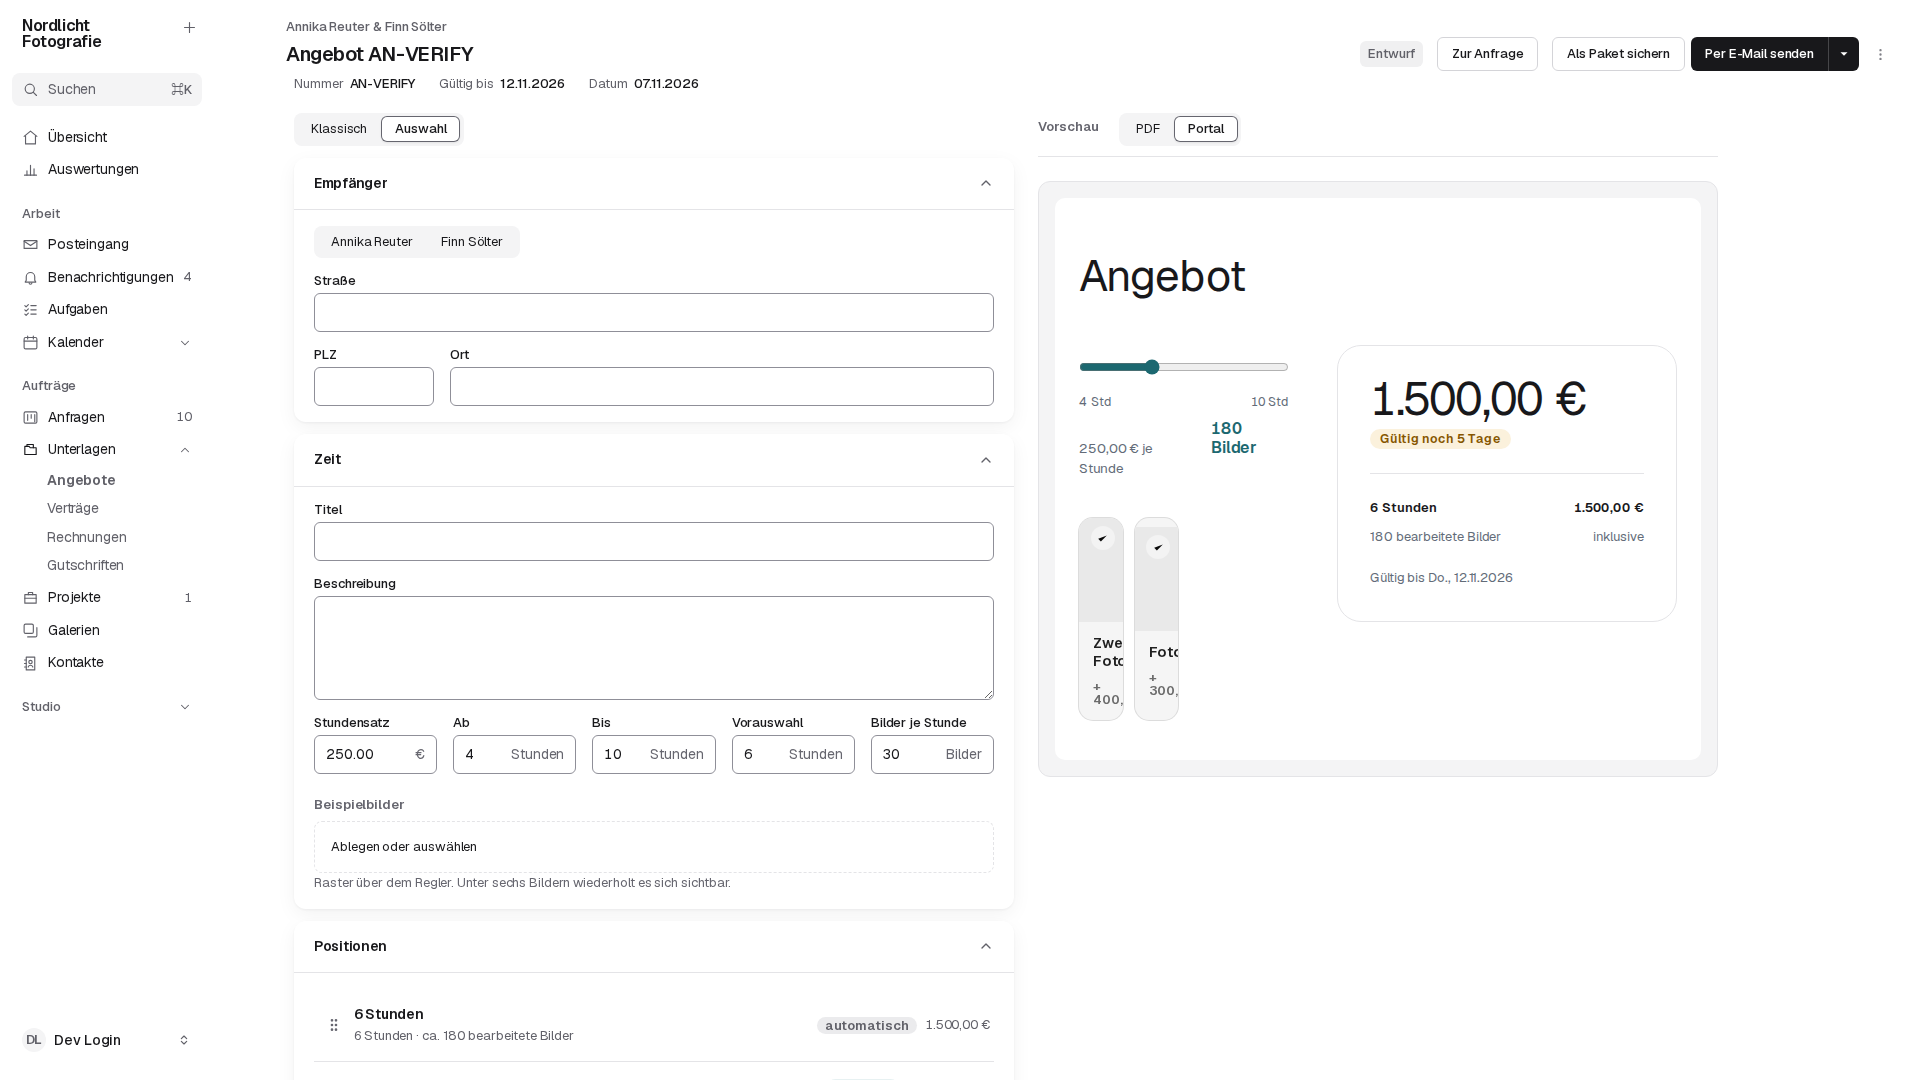 Nordlicht
Fotografie
Suchen
⌘K
Übersicht
Auswertungen
Arbeit
Posteingang
Benachrichtigungen 4
Aufgaben
Kalender
Aufträge
Anfragen 10
Unterlagen
Angebote
Verträge
Rechnungen
Gutschriften
Projekte 1
Galerien
Kontakte
Studio
DL Dev Login
Annika Reuter & Finn Sölter
Angebot AN-VERIFY
Nummer AN-VERIFY Gültig bis 12.11.2026 Datum 07.11.2026
Entwurf
Zur Anfrage
Als Paket sichern
Per E-Mail senden
Klassisch Auswahl
Empfänger
Annika Reuter Finn Sölter
Straße
PLZ Ort
Zeit
Titel
Beschreibung
Stundensatz Ab Bis Vorauswahl Bilder je Stunde
250.00 € 4 Stunden 10 Stunden 6 Stunden 30 Bilder
Beispielbilder
Ablegen oder auswählen
Raster über dem Regler. Unter sechs Bildern wiederholt es sich sichtbar.
Positionen
6 Stunden
6 Stunden · ca. 180 bearbeitete Bilder
automatisch 1.500,00 €
Vorschau PDF Portal
Angebot
4 Std 10 Std
250,00 € je
Stunde
180
Bilder
Zwe
Foto
+
400,
Foto
+
300,
1.500,00 €
Gültig noch 5 Tage
6 Stunden 1.500,00 €
180 bearbeitete Bilder inklusive
Gültig bis Do., 12.11.2026